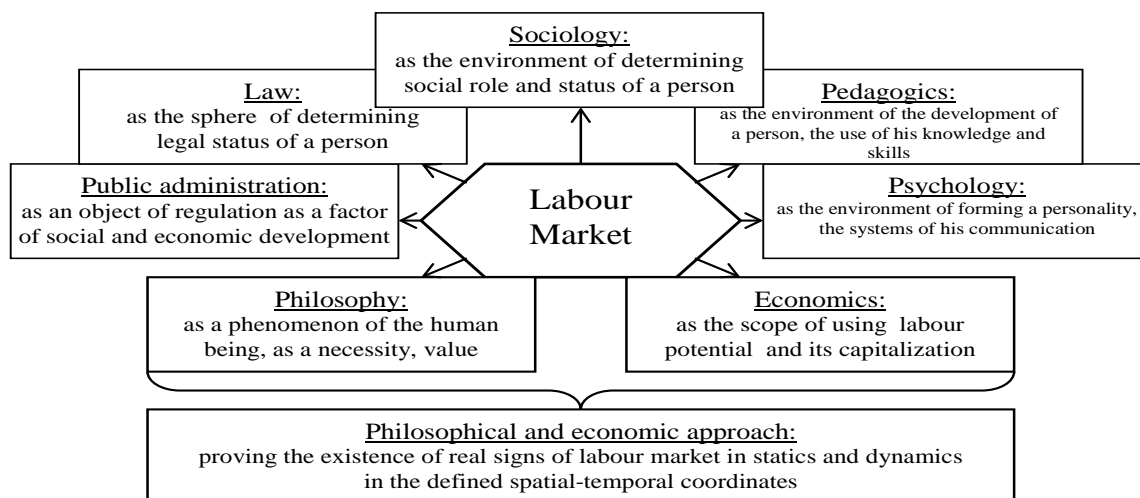 Sociology:
as the environment of determining
social role and status of a person
Law:
as the sphere of determining
legal status of a person
Pedagogics:
as the environment of the development of
a person, the use of his knowledge and
skills
Public administration:
as an object of regulation as a factor
of social and economic development
Labour
Market
Psychology:
as the environment of forming a personality,
the systems of his communication
Philosophy:
as a phenomenon of the human
being, as a necessity, value
Economics:
as the scope of using labour
potential and its capitalization
Philosophical and economic approach:
proving the existence of real signs of labour market in statics and dynamics
in the defined spatial-temporal coordinates